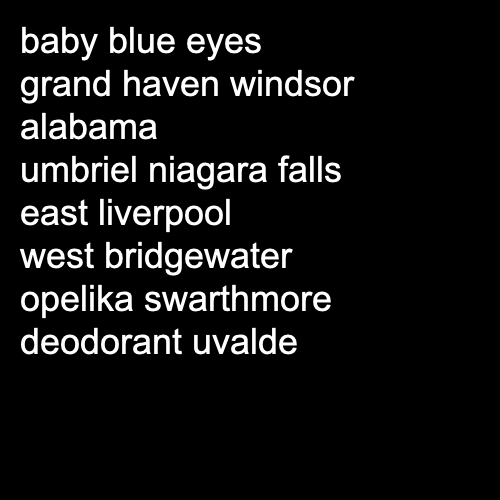 baby blue eyes
grand haven windsor
alabama
umbriel niagara falls
east liverpool
west bridgewater
opelika swarthmore
deodorant uvalde